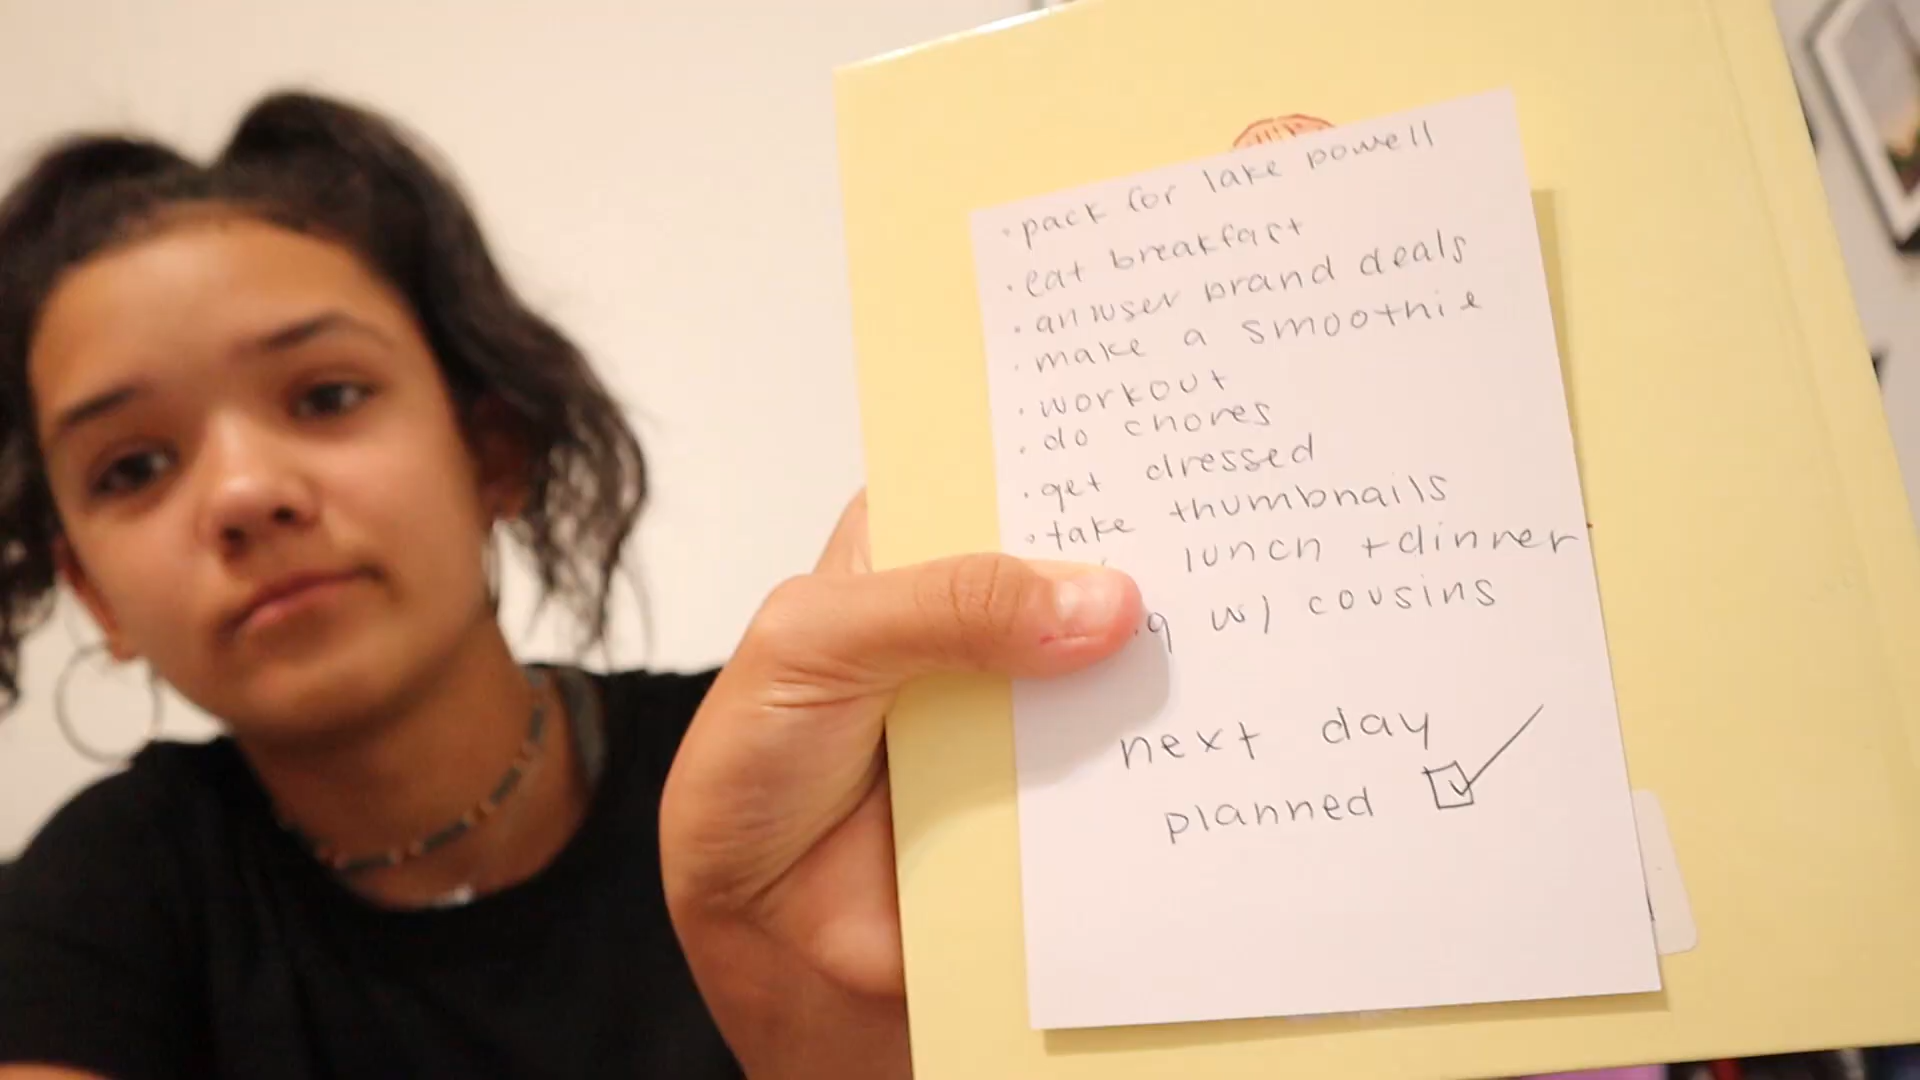 · pack for lake powell
· eat breakfast
· anwser brand deals
· make a smoothie
· workout
· do chores
· get dressed
· take thumbnails
lunch + dinner
w/ cousins
next day
planned ☑